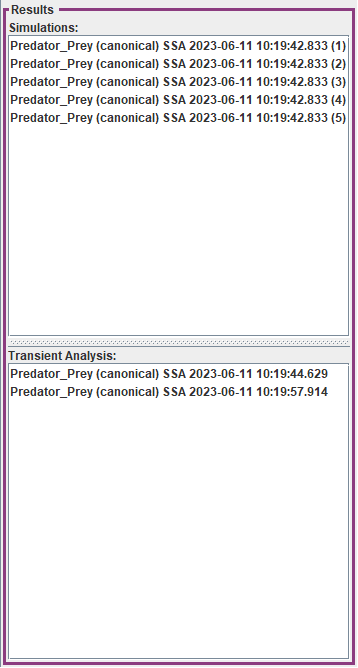 Results
Simulations:
Predator_Prey (canonical) SSA 2023-06-11 10:19:42.833 (1)
Predator_Prey (canonical) SSA 2023-06-11 10:19:42.833 (2)
Predator_Prey (canonical) SSA 2023-06-11 10:19:42.833 (3)
Predator_Prey (canonical) SSA 2023-06-11 10:19:42.833 (4)
Predator_Prey (canonical) SSA 2023-06-11 10:19:42.833 (5)
Transient Analysis:
Predator_Prey (canonical) SSA 2023-06-11 10:19:44.629
Predator_Prey (canonical) SSA 2023-06-11 10:19:57.914